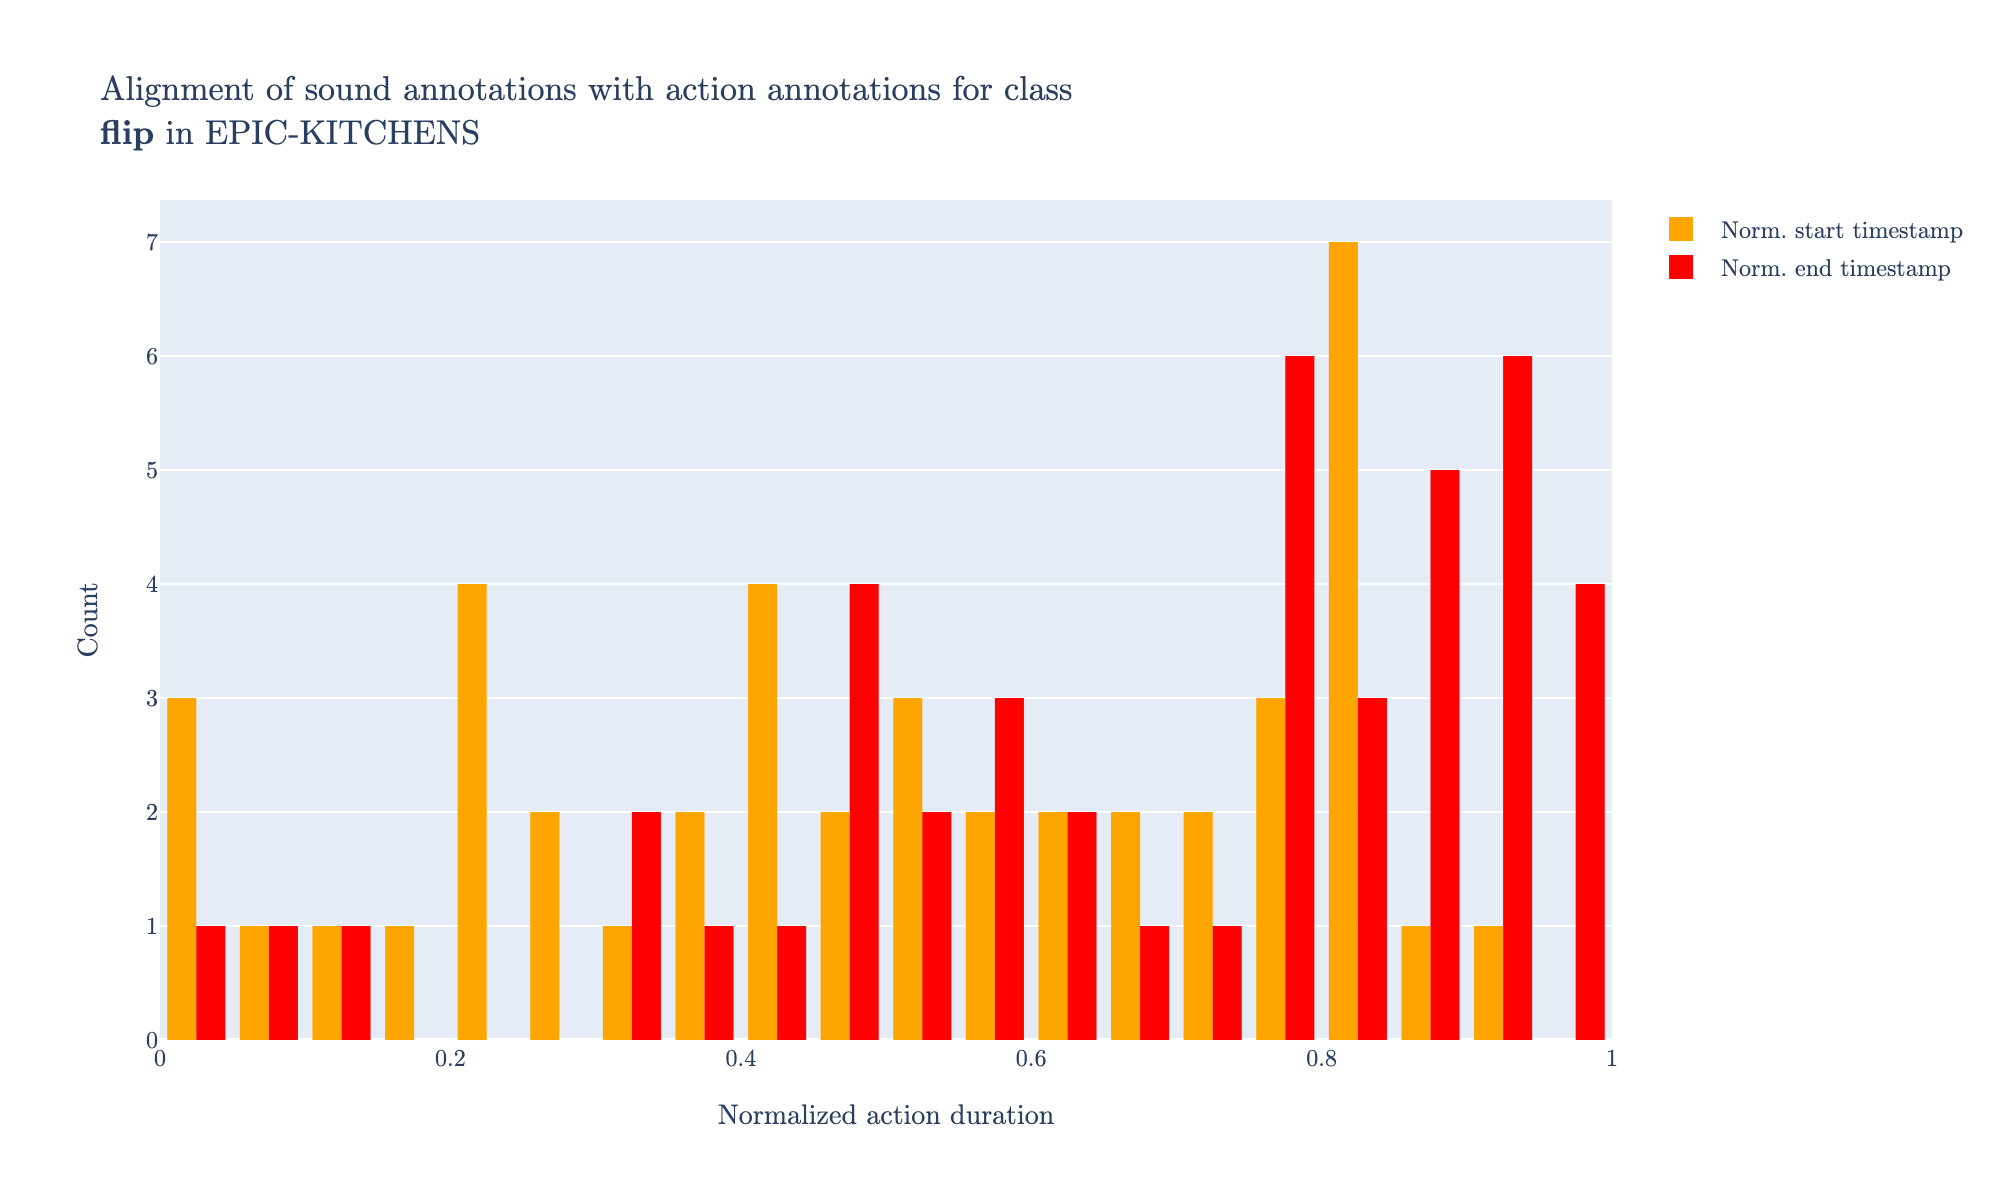 Alignment of sound annotations with action annotations for class
flip in EPIC-KITCHENS
Norm. start timestamp
Norm. end timestamp
7
6
5
4
3
2
1
0
Count
0 0.2 0.4 0.6 0.8 1
Normalized action duration